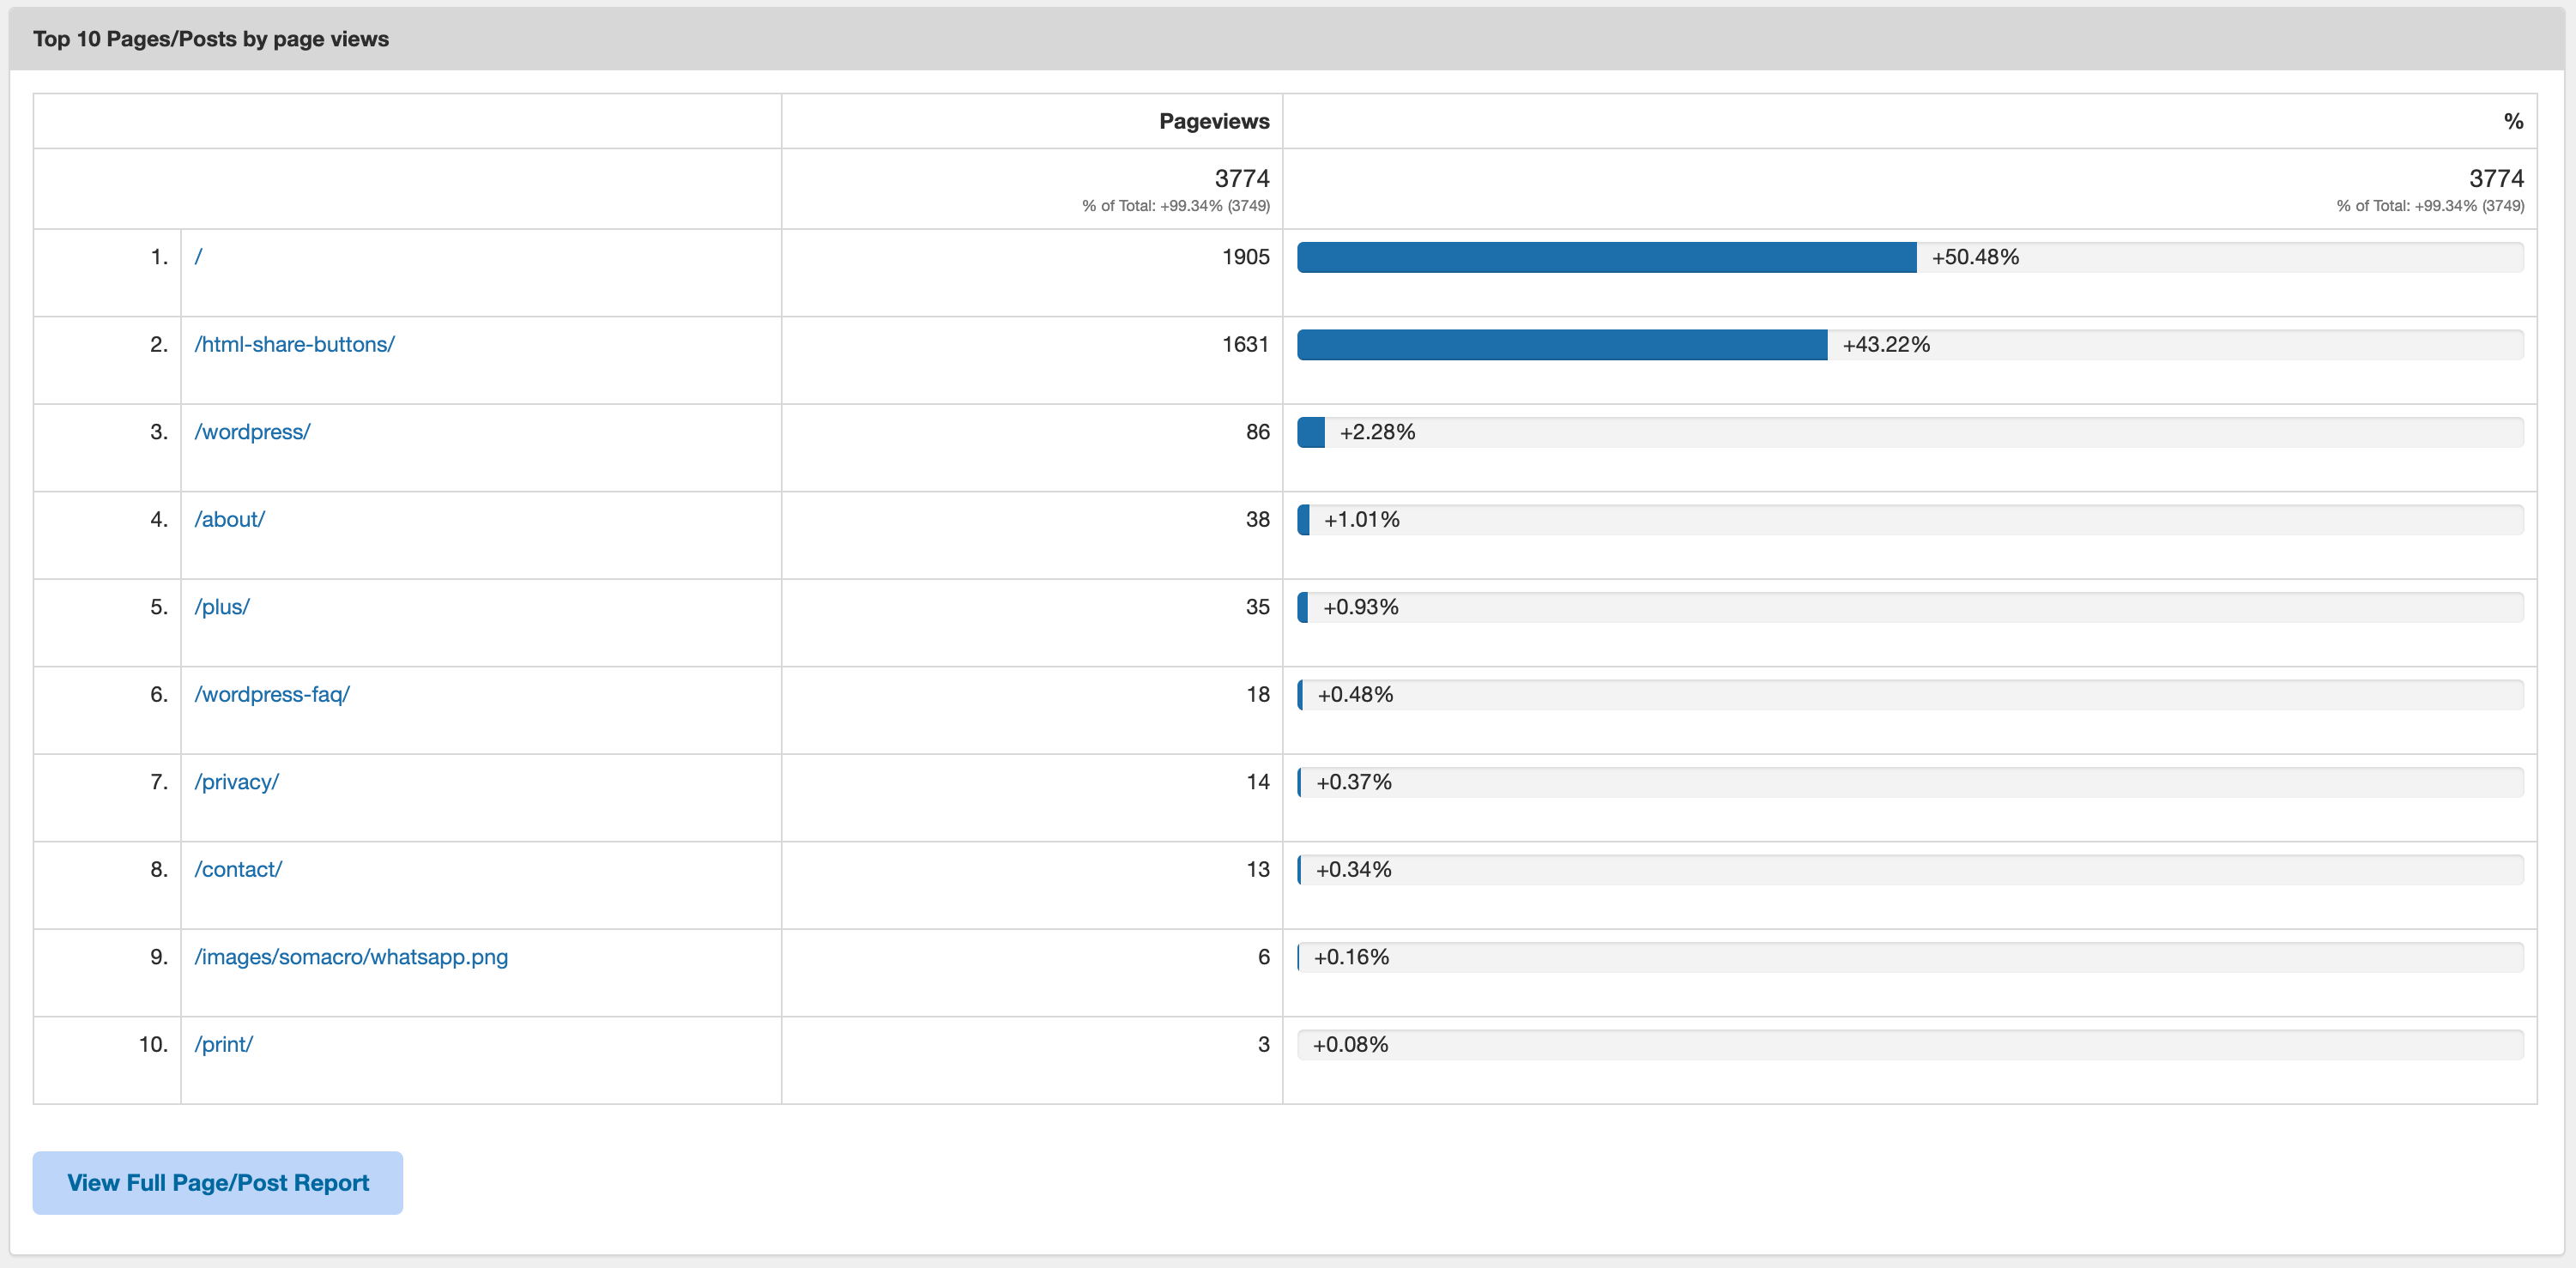 Top 10 Pages/Posts by page views
Pageviews %
3774 3774
% of Total: +99.34% (3749) % of Total: +99.34% (3749)
1. / 1905 +50.48%
2. /html-share-buttons/ 1631 +43.22%
3. /wordpress/ 86 +2.28%
4. /about/ 38 +1.01%
5. /plus/ 35 +0.93%
6. /wordpress-faq/ 18 +0.48%
7. /privacy/ 14 +0.37%
8. /contact/ 13 +0.34%
9. /images/somacro/whatsapp.png 6 +0.16%
10. /print/ 3 +0.08%
View Full Page/Post Report